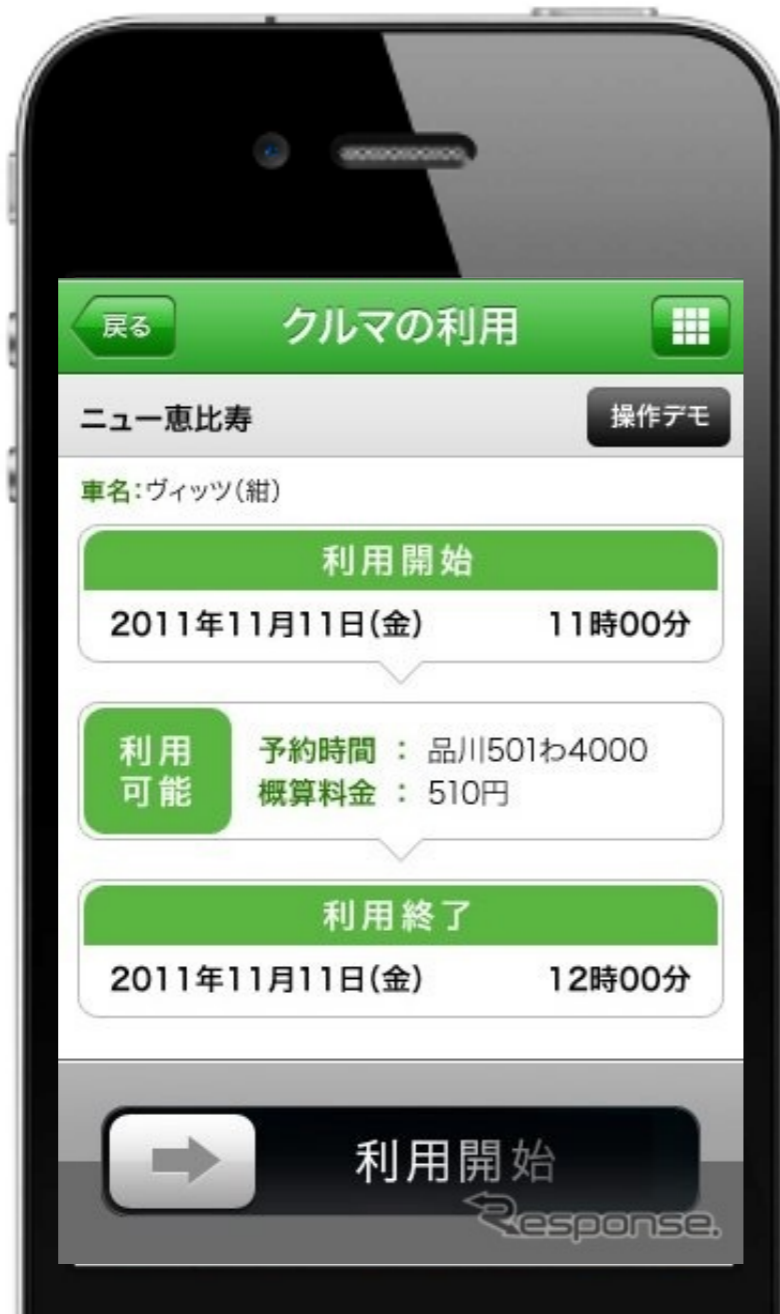 戻る
クルマの利用
ニュー恵比寿
操作デモ
車名:ヴィッツ(紺)
利用開始
2011年11月11日(金) 11時00分
利用
可能
予約時間 : 品川501わ4000
概算料金 : 510円
利用終了
2011年11月11日(金) 12時00分
利用開始
Response.